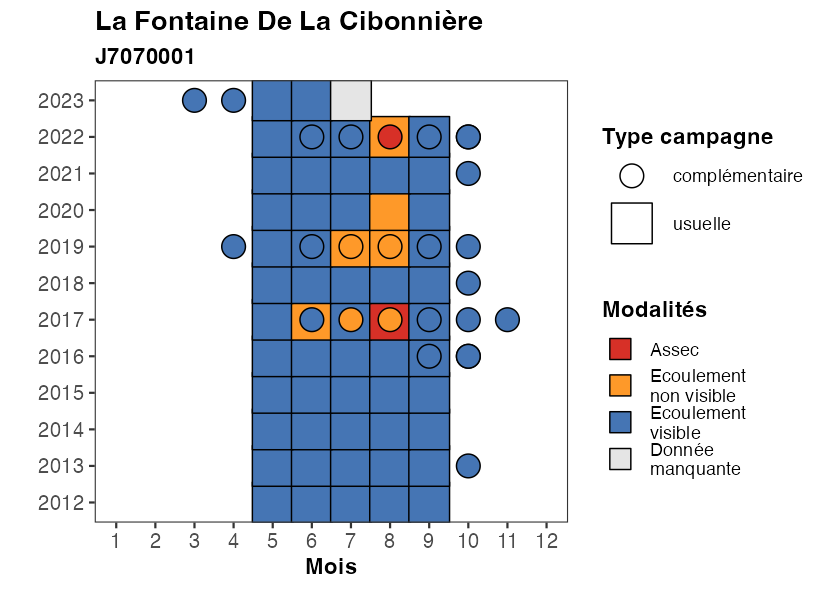 La Fontaine De La Cibonnière
J7070001
2023
2022
2021
2020
2019
2018
2017
2016
2015
2014
2013
2012
1 2 3 4 5 6 7 8 9 10 11 12
Mois
Type campagne
complémentaire
usuelle
Modalités
Assec
Ecoulement
non visible
Ecoulement
visible
Donnée
manquante